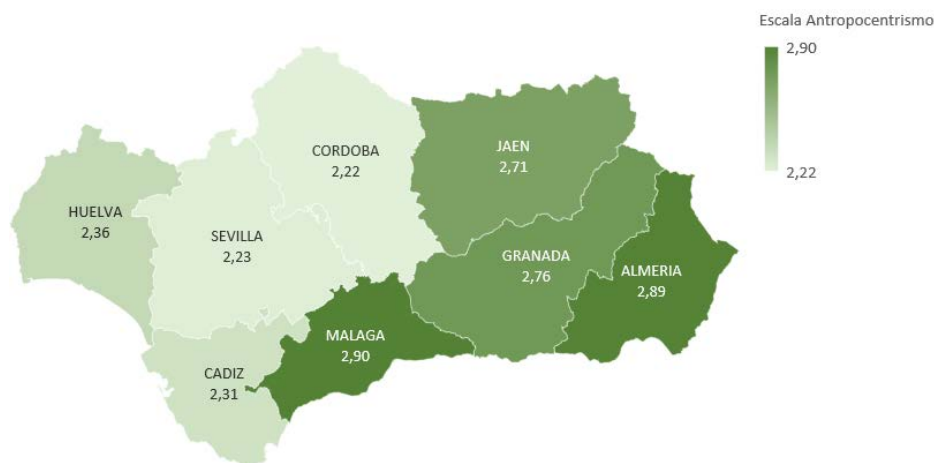 Escala Antropocentrismo
2,90
2,22
CORDOBA
2,22
JAEN
2,71
HUELVA
2,36
SEVILLA
2,23
GRANADA
2,76
ALMERIA
2,89
MALAGA
2,90
CADIZ
2,31